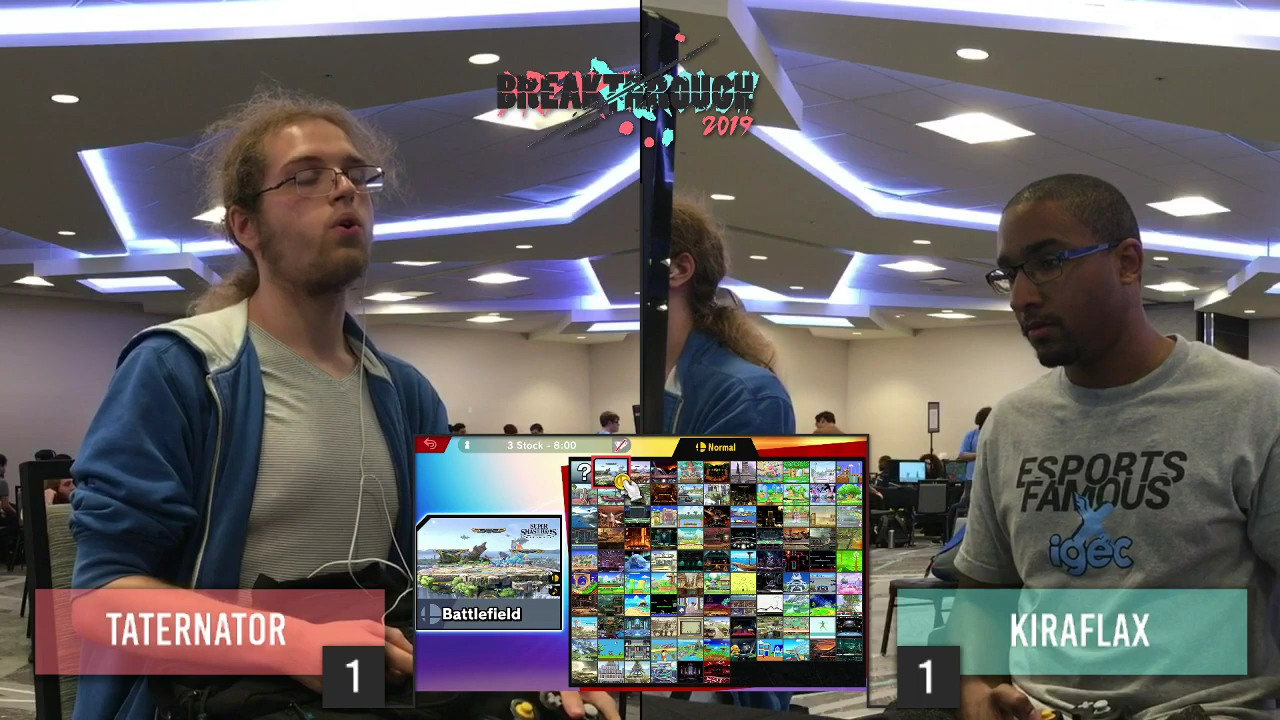 BREAKTHROUGH
2019
3 Stock - 8:00
Normal
?
SUPER
SMASH BROS.
Battlefield
ESPORTS
FAMOUS
igec
TATERNATOR
1
KIRAFLAX
1